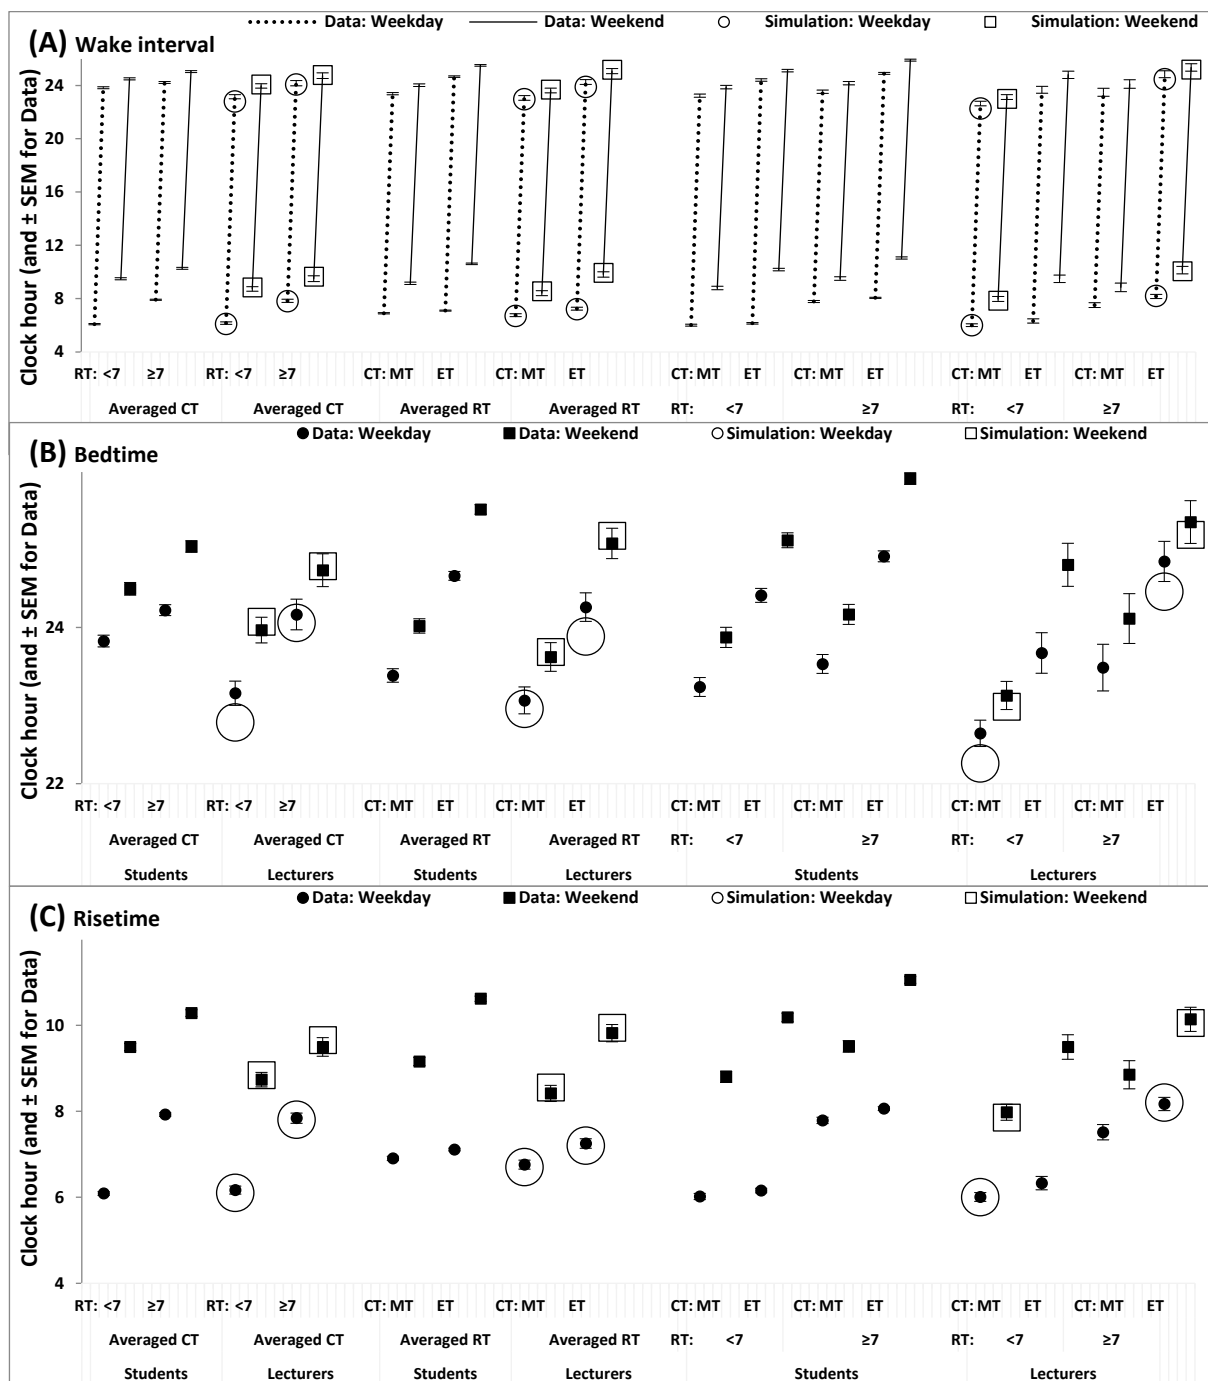 Data: Weekday Data: Weekend Simulation: Weekday Simulation: Weekend
(A) Wake interval
Clock hour (and ± SEM for Data)
24
20
16
12
8
4
RT: <7 ≥7 RT: <7 ≥7 CT: MT ET CT: MT ET CT: MT ET CT: MT ET CT: MT ET CT: MT ET
Averaged CT Averaged CT Averaged RT Averaged RT RT: <7 ≥7 RT: <7 ≥7
Data: Weekday Data: Weekend Simulation: Weekday Simulation: Weekend
(B) Bedtime
Clock hour (and ± SEM for Data)
24
22
RT: <7 ≥7 RT: <7 ≥7 CT: MT ET CT: MT ET CT: MT ET CT: MT ET CT: MT ET CT: MT ET
Averaged CT Averaged CT Averaged RT Averaged RT RT: <7 ≥7 RT: <7 ≥7
Students Lecturers Students Lecturers Students Lecturers
Data: Weekday Data: Weekend Simulation: Weekday Simulation: Weekend
(C) Risetime
Clock hour (and ± SEM for Data)
10
8
6
4
RT: <7 ≥7 RT: <7 ≥7 CT: MT ET CT: MT ET CT: MT ET CT: MT ET CT: MT ET CT: MT ET
Averaged CT Averaged CT Averaged RT Averaged RT RT: <7 ≥7 RT: <7 ≥7
Students Lecturers Students Lecturers Students Lecturers